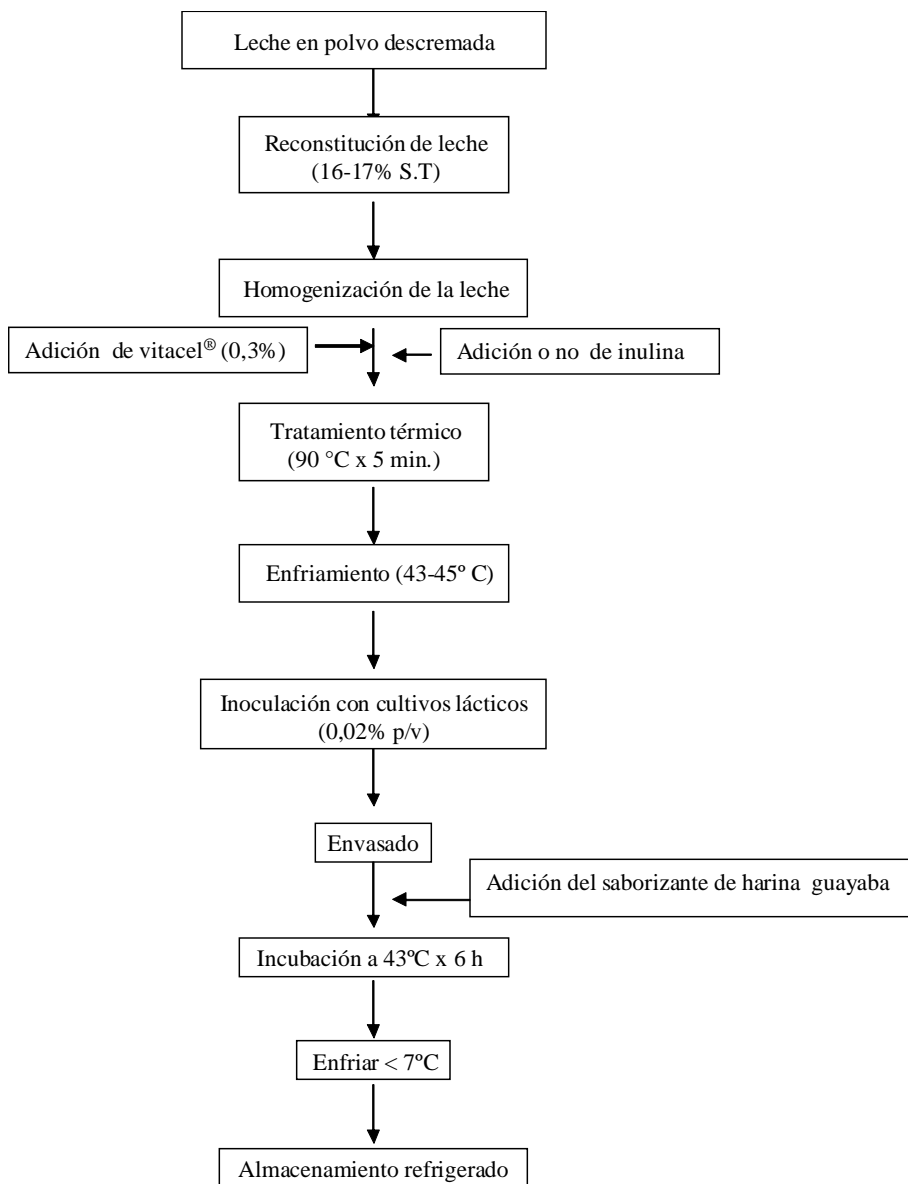 Leche en polvo descremada
Reconstitución de leche
(16-17% S.T)
Homogenización de la leche
Adición de vitacel® (0,3%)
Adición o no de inulina
Tratamiento térmico
(90 °C x 5 min.)
Enfriamiento (43-45º C)
Inoculación con cultivos lácticos
(0,02% p/v)
Envasado
Adición del saborizante de harina guayaba
Incubación a 43ºC x 6 h
Enfriar < 7ºC
Almacenamiento refrigerado